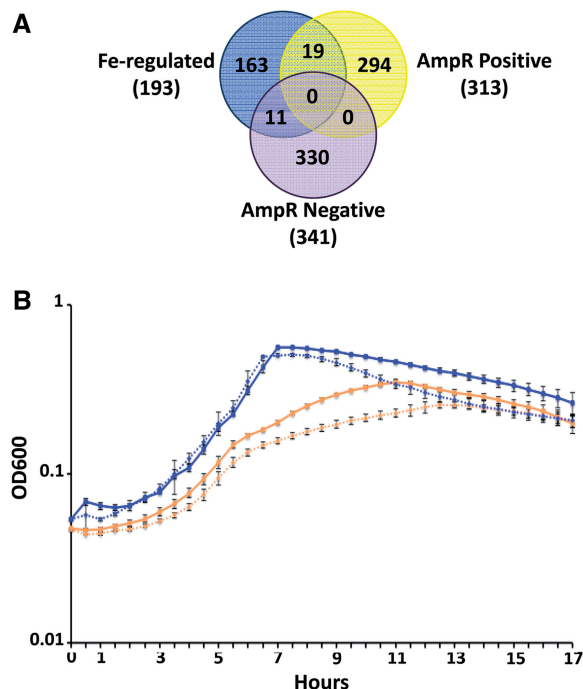 A
Fe-regulated
(193)
163
19
294
AmpR Positive
(313)
0
11
0
330
AmpR Negative
(341)
B
1
0.1
0.01
OD600
0 1 3 5 7 9 11 13 15 17
Hours